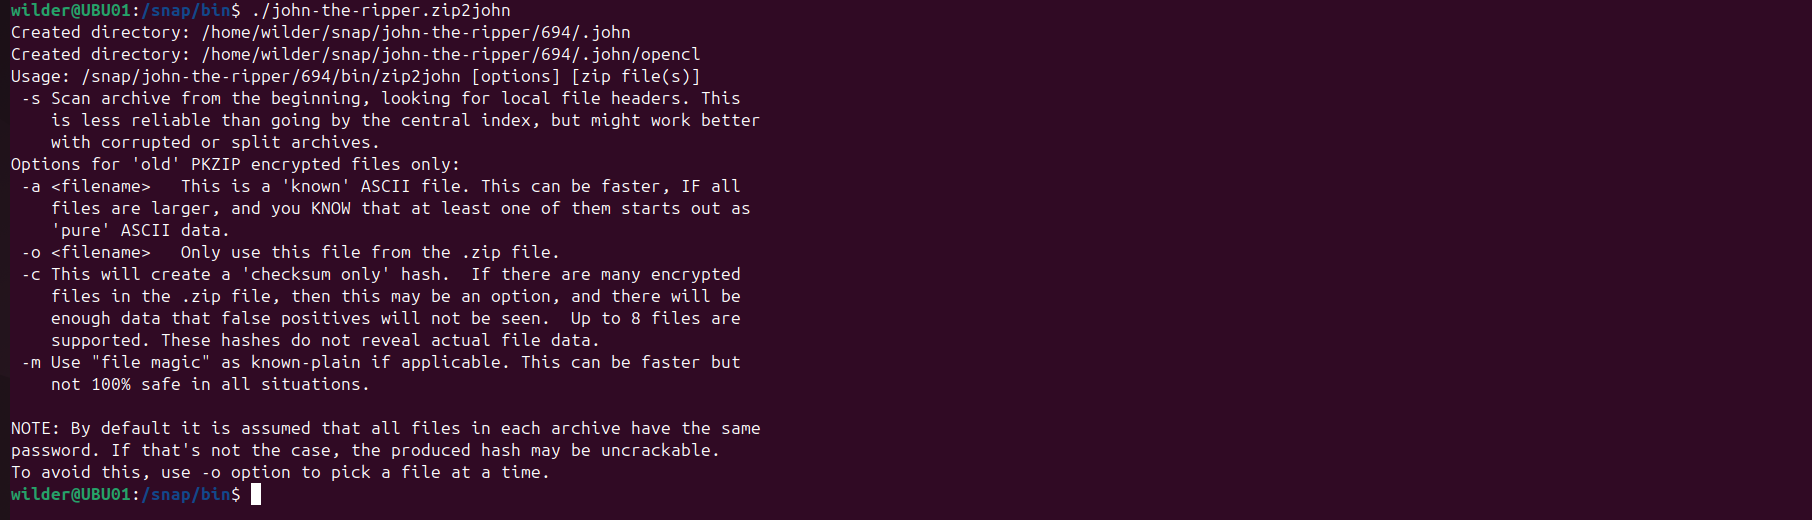 wilder@UBU01:/snap/bin$ ./john-the-ripper.zip2john
Created directory: /home/wilder/snap/john-the-ripper/694/.john
Created directory: /home/wilder/snap/john-the-ripper/694/.john/opencl
Usage: /snap/john-the-ripper/694/bin/zip2john [options] [zip file(s)]
 -s Scan archive from the beginning, looking for local file headers. This
    is less reliable than going by the central index, but might work better
    with corrupted or split archives.
Options for 'old' PKZIP encrypted files only:
 -a <filename>   This is a 'known' ASCII file. This can be faster, IF all
    files are larger, and you KNOW that at least one of them starts out as
    'pure' ASCII data.
 -o <filename>   Only use this file from the .zip file.
 -c This will create a 'checksum only' hash.  If there are many encrypted
    files in the .zip file, then this may be an option, and there will be
    enough data that false positives will not be seen.  Up to 8 files are
    supported. These hashes do not reveal actual file data.
 -m Use "file magic" as known-plain if applicable. This can be faster but
    not 100% safe in all situations.

NOTE: By default it is assumed that all files in each archive have the same
password. If that's not the case, the produced hash may be uncrackable.
To avoid this, use -o option to pick a file at a time.
wilder@UBU01:/snap/bin$